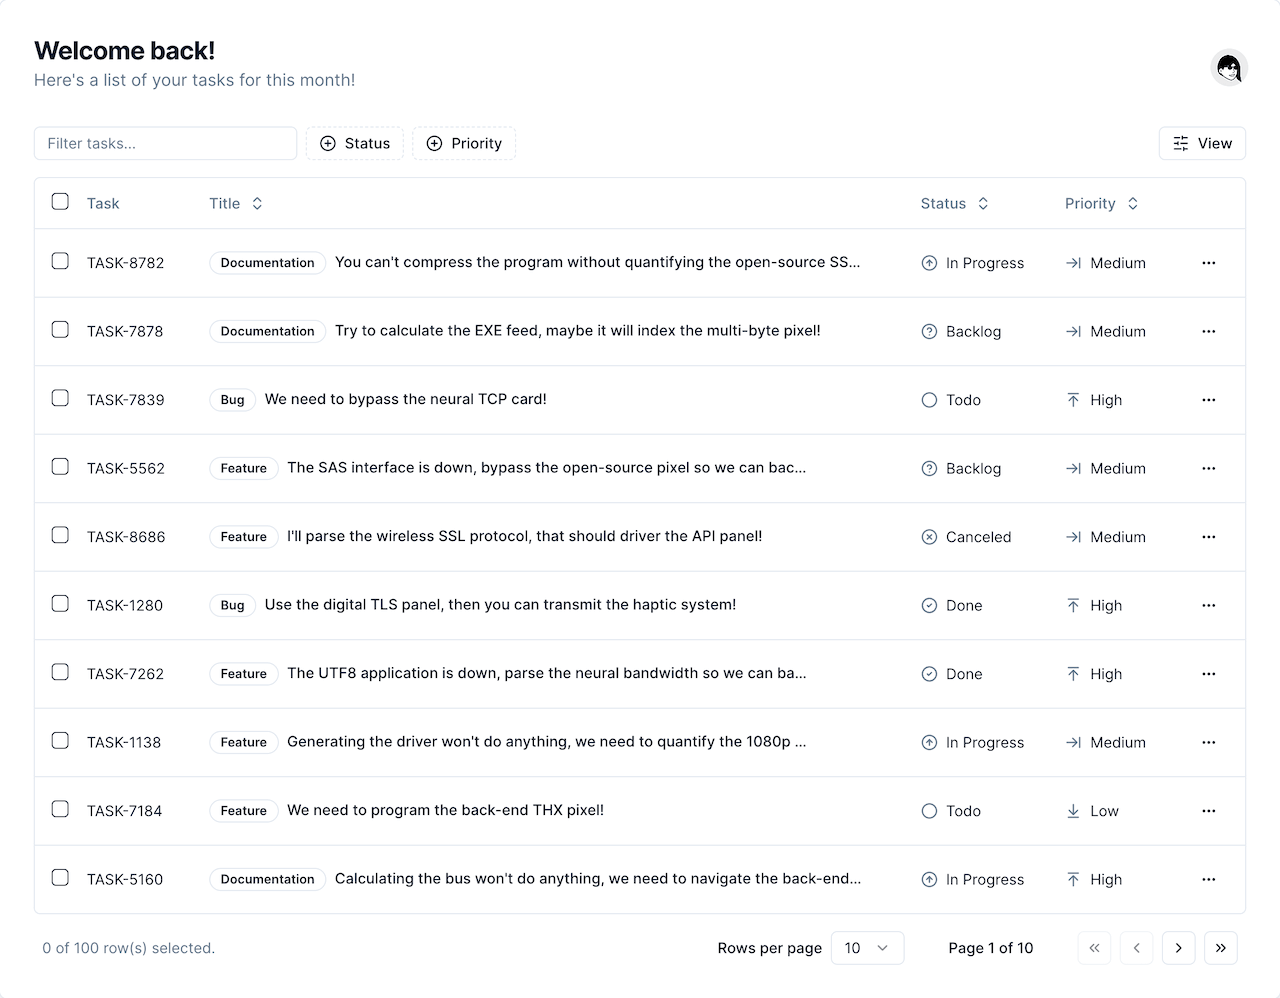 Welcome back!
Here's a list of your tasks for this month!
Filter tasks... Status Priority View
Task Title Status Priority
TASK-8782 Documentation You can't compress the program without quantifying the open-source SS... In Progress Medium
TASK-7878 Documentation Try to calculate the EXE feed, maybe it will index the multi-byte pixel! Backlog Medium
TASK-7839 Bug We need to bypass the neural TCP card! Todo High
TASK-5562 Feature The SAS interface is down, bypass the open-source pixel so we can bac... Backlog Medium
TASK-8686 Feature I'll parse the wireless SSL protocol, that should driver the API panel! Canceled Medium
TASK-1280 Bug Use the digital TLS panel, then you can transmit the haptic system! Done High
TASK-7262 Feature The UTF8 application is down, parse the neural bandwidth so we can ba... Done High
TASK-1138 Feature Generating the driver won't do anything, we need to quantify the 1080p ... In Progress Medium
TASK-7184 Feature We need to program the back-end THX pixel! Todo Low
TASK-5160 Documentation Calculating the bus won't do anything, we need to navigate the back-end... In Progress High
0 of 100 row(s) selected. Rows per page 10 Page 1 of 10